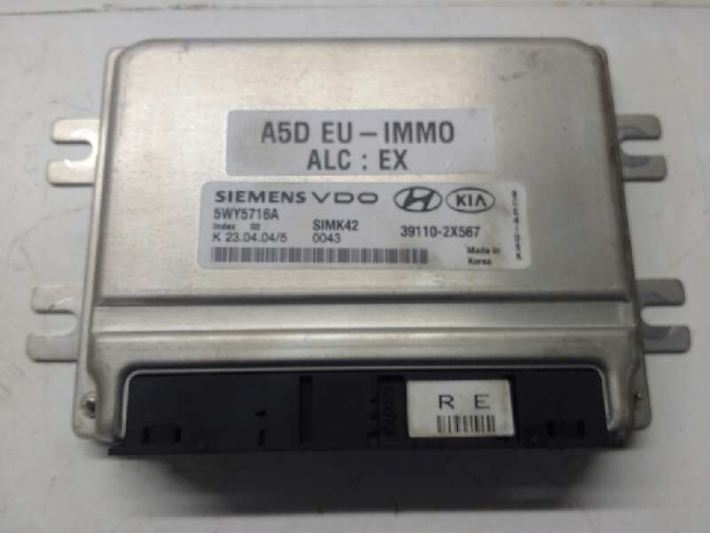 A5D EU - IMMO
ALC : EX
SIEMENS VDO KIA
5WY5716A
Index 00 SIMK42 39110-2X567
K 23.04.04/5 0043
Made in
Korea
R E